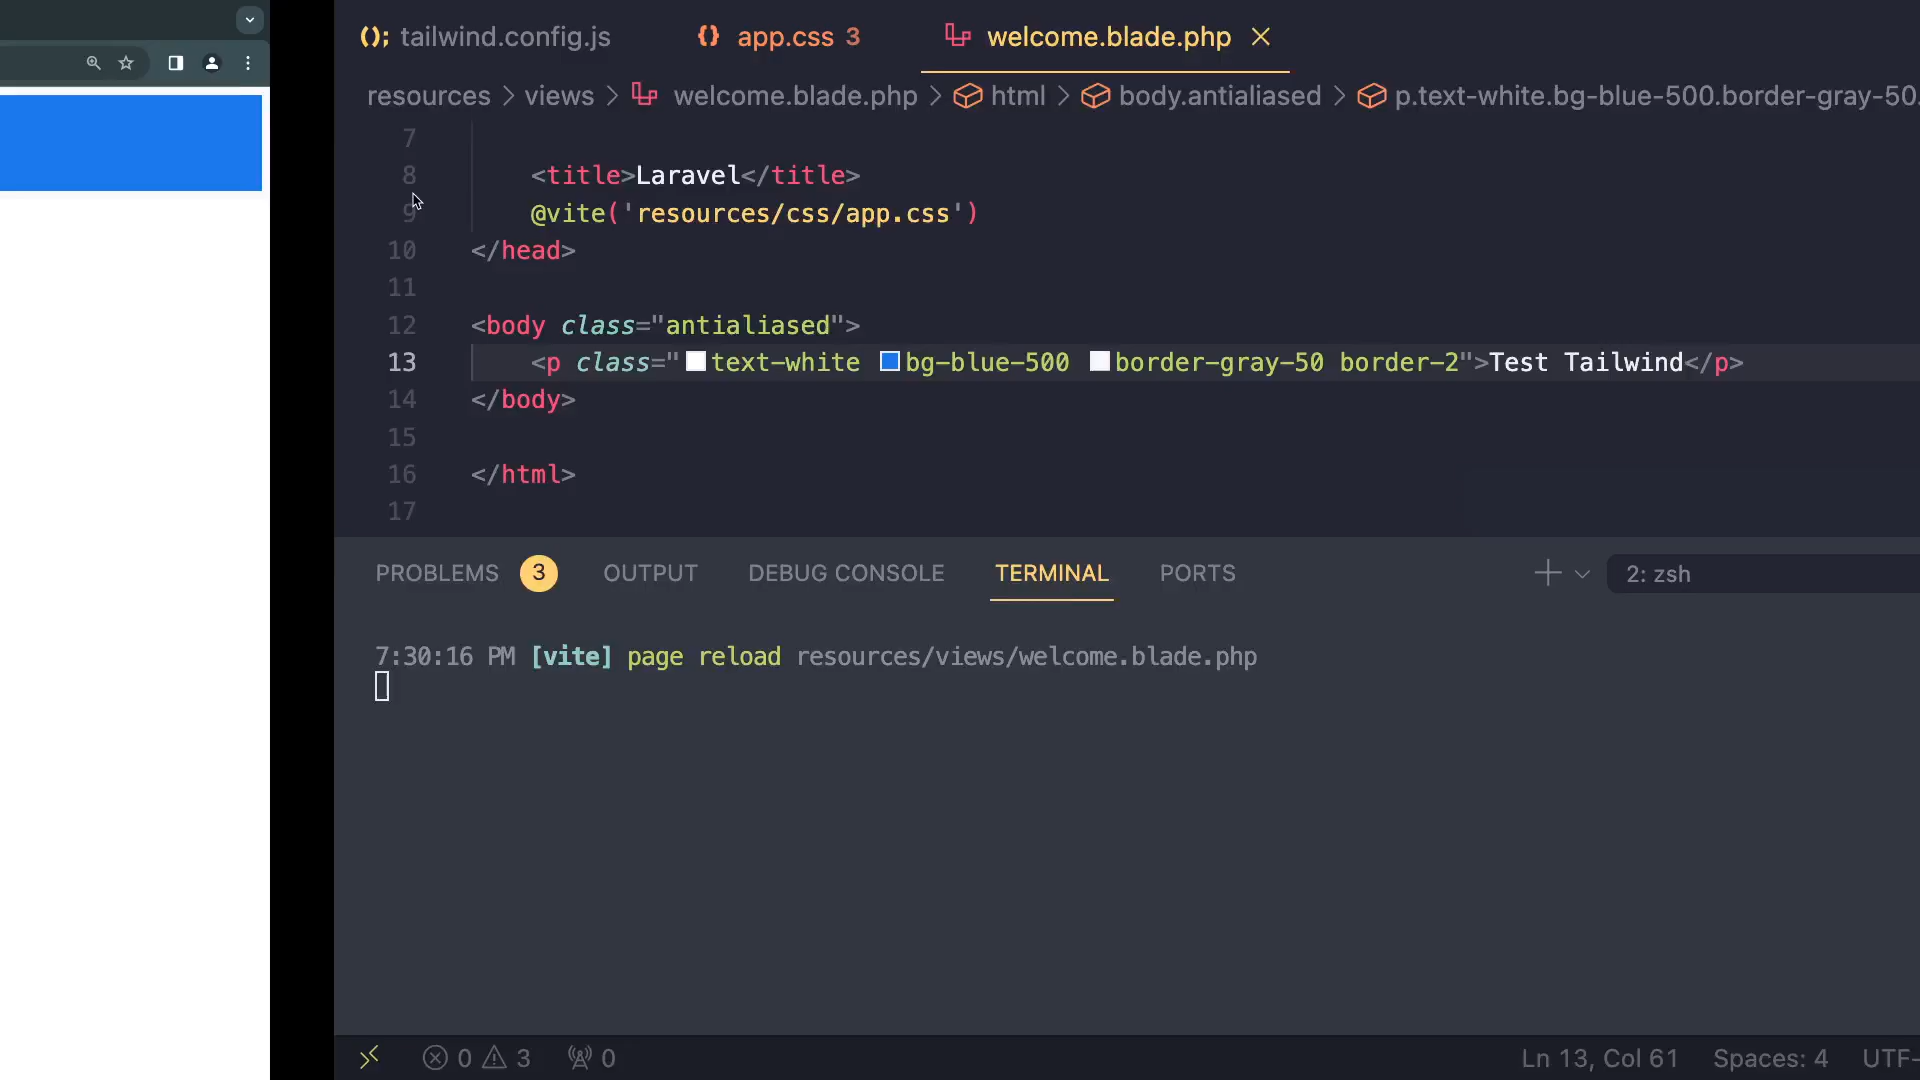 tailwind.config.js app.css 3 welcome.blade.php
resources > views > welcome.blade.php > html > body.antialiased > p.text-white.bg-blue-500.border-gray-50.
7
8 <title>Laravel</title>
9 @vite('resources/css/app.css')
10 </head>
11
12 <body class="antialiased">
13 <p class="text-white bg-blue-500 border-gray-50 border-2">Test Tailwind</p>
14 </body>
15
16 </html>
17
PROBLEMS 3 OUTPUT DEBUG CONSOLE TERMINAL PORTS 2: zsh
7:30:16 PM [vite] page reload resources/views/welcome.blade.php
0 3 0 Ln 13, Col 61 Spaces: 4 UTF-